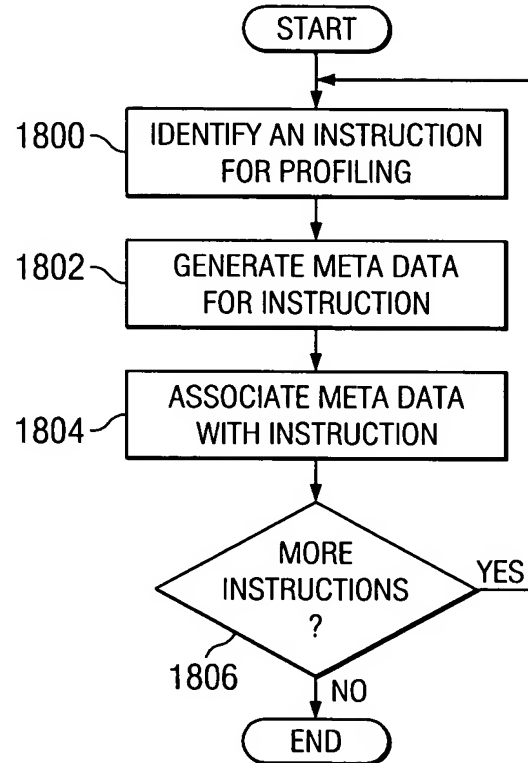 START
1800
IDENTIFY AN INSTRUCTION
FOR PROFILING
1802
GENERATE META DATA
FOR INSTRUCTION
1804
ASSOCIATE META DATA
WITH INSTRUCTION
MORE
INSTRUCTIONS
?
YES
1806
NO
END